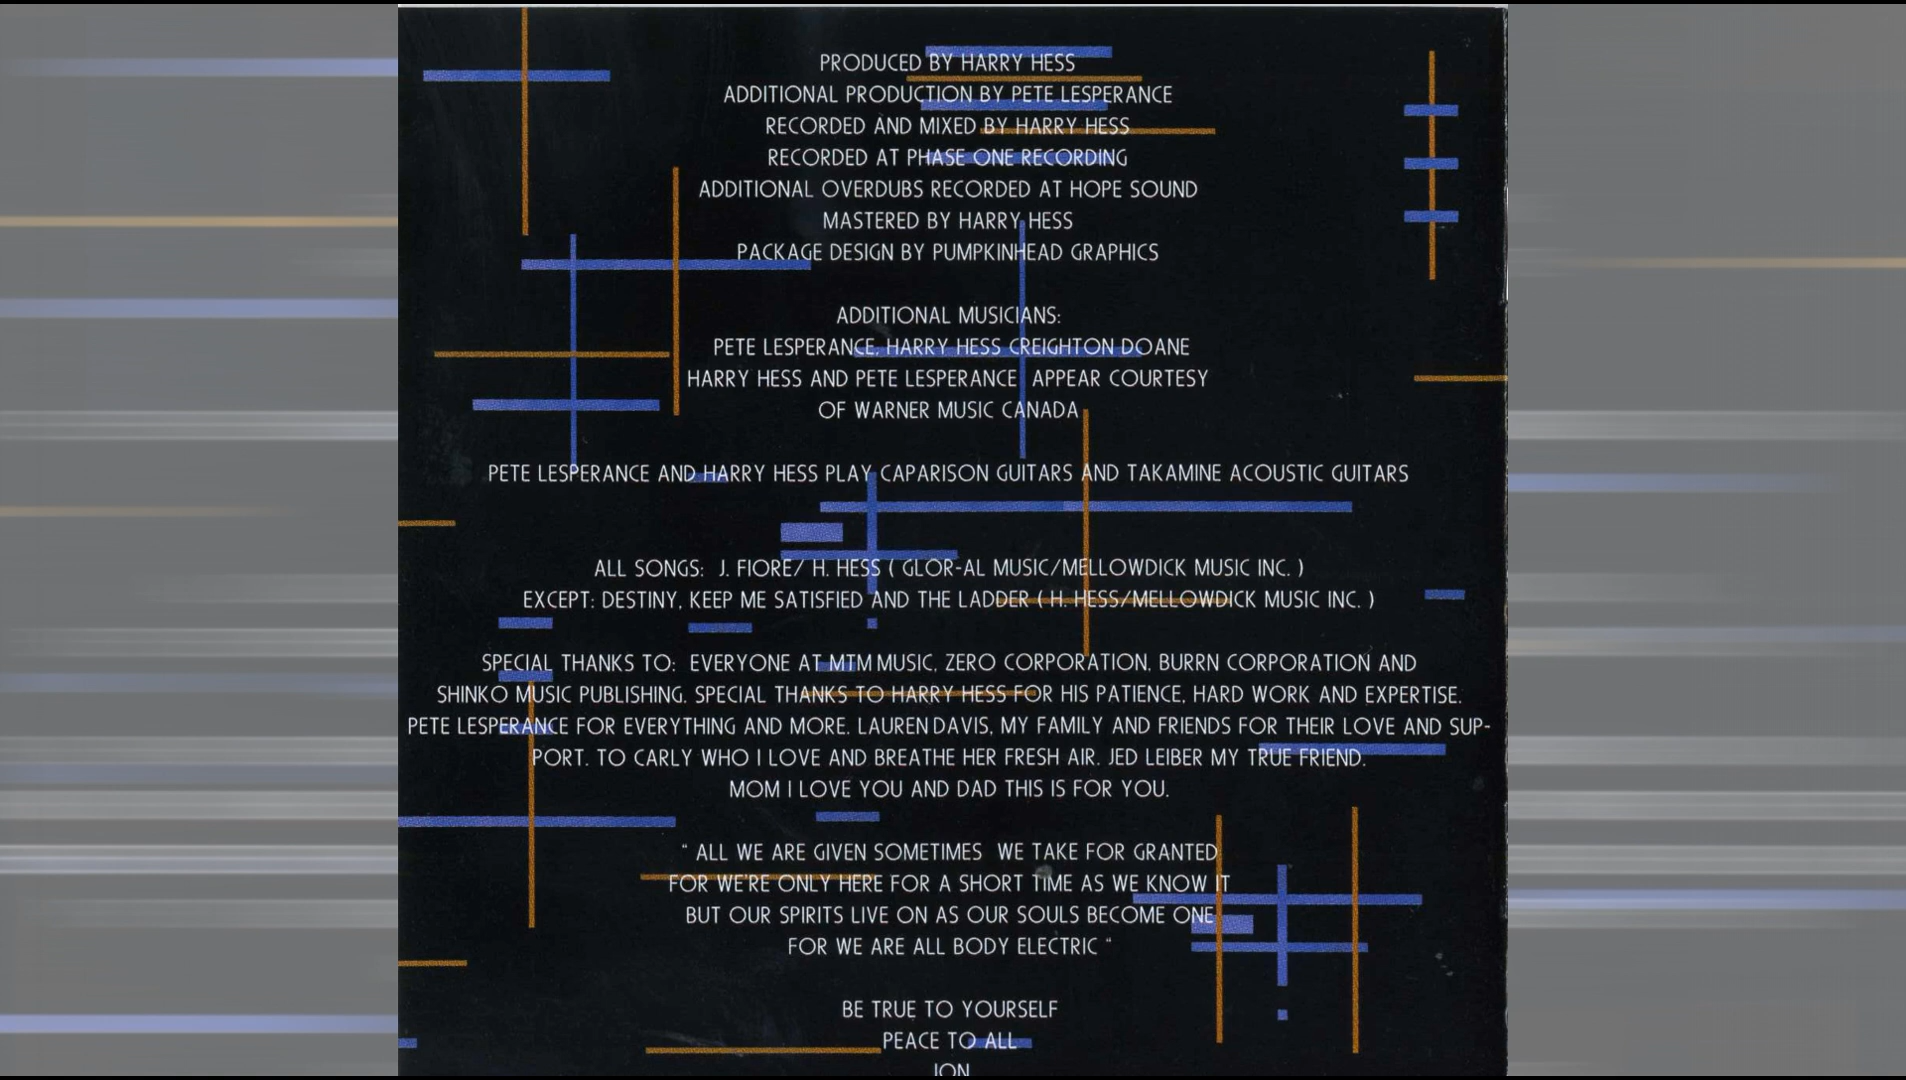 PRODUCED BY HARRY HESS
ADDITIONAL PRODUCTION BY PETE LESPERANCE
RECORDED AND MIXED BY HARRY HESS
RECORDED AT PHASE ONE RECORDING
ADDITIONAL OVERDUBS RECORDED AT HOPE SOUND
MASTERED BY HARRY HESS
PACKAGE DESIGN BY PUMPKINHEAD GRAPHICS
ADDITIONAL MUSICIANS:
PETE LESPERANCE, HARRY HESS CREIGHTON DOANE
HARRY HESS AND PETE LESPERANCE APPEAR COURTESY
OF WARNER MUSIC CANADA
PETE LESPERANCE AND HARRY HESS PLAY CAPARISON GUITARS AND TAKAMINE ACOUSTIC GUITARS
ALL SONGS: J. FIORE/ H. HESS ( GLOR-AL MUSIC/MELLOWDICK MUSIC INC. )
EXCEPT: DESTINY, KEEP ME SATISFIED AND THE LADDER ( H. HESS/MELLOWDICK MUSIC INC. )
SPECIAL THANKS TO: EVERYONE AT MTM MUSIC, ZERO CORPORATION, BURRN CORPORATION AND
SHINKO MUSIC PUBLISHING. SPECIAL THANKS TO HARRY HESS FOR HIS PATIENCE, HARD WORK AND EXPERTISE.
PETE LESPERANCE FOR EVERYTHING AND MORE. LAUREN DAVIS, MY FAMILY AND FRIENDS FOR THEIR LOVE AND SUP-
PORT. TO CARLY WHO I LOVE AND BREATHE HER FRESH AIR. JED LEIBER MY TRUE FRIEND.
MOM I LOVE YOU AND DAD THIS IS FOR YOU.
" ALL WE ARE GIVEN SOMETIMES WE TAKE FOR GRANTED
FOR WE'RE ONLY HERE FOR A SHORT TIME AS WE KNOW IT
BUT OUR SPIRITS LIVE ON AS OUR SOULS BECOME ONE
FOR WE ARE ALL BODY ELECTRIC "
BE TRUE TO YOURSELF
PEACE TO ALL
JON